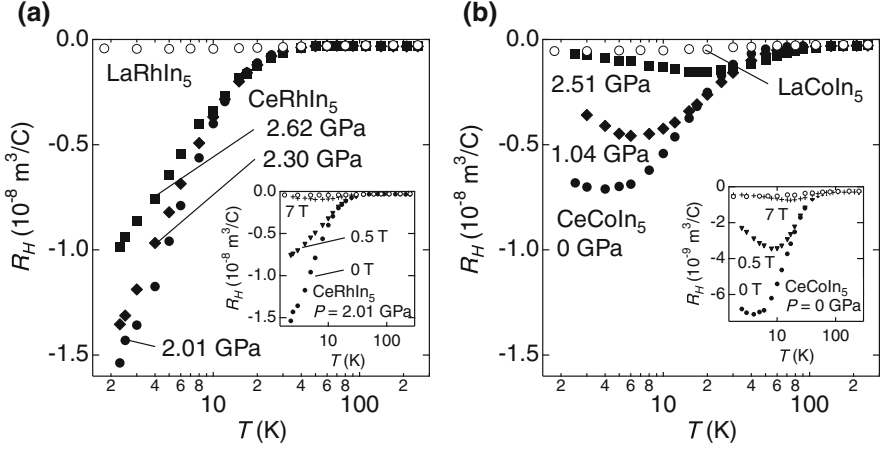 (a)
0.0
-0.5
-1.0
-1.5
R_H (10⁻⁸ m³/C)
LaRhIn₅
CeRhIn₅
2.62 GPa
2.30 GPa
2.01 GPa
2 4 6 8 10 2 4 6 8 100 2
T (K)
0.0
-0.5
-1.0
-1.5
R_H (10⁻⁸ m³/C)
7 T
0.5 T
0 T
CeRhIn₅
P = 2.01 GPa
10 100
T (K)
(b)
0.0
-0.5
-1.0
-1.5
R_H (10⁻⁸ m³/C)
2.51 GPa
LaCoIn₅
1.04 GPa
CeCoIn₅
0 GPa
2 4 6 8 10 2 4 6 8 100 2
T (K)
0
-2
-4
-6
R_H (10⁻⁹ m³/C)
7 T
0.5 T
0 T
CeCoIn₅
P = 0 GPa
10 100
T (K)